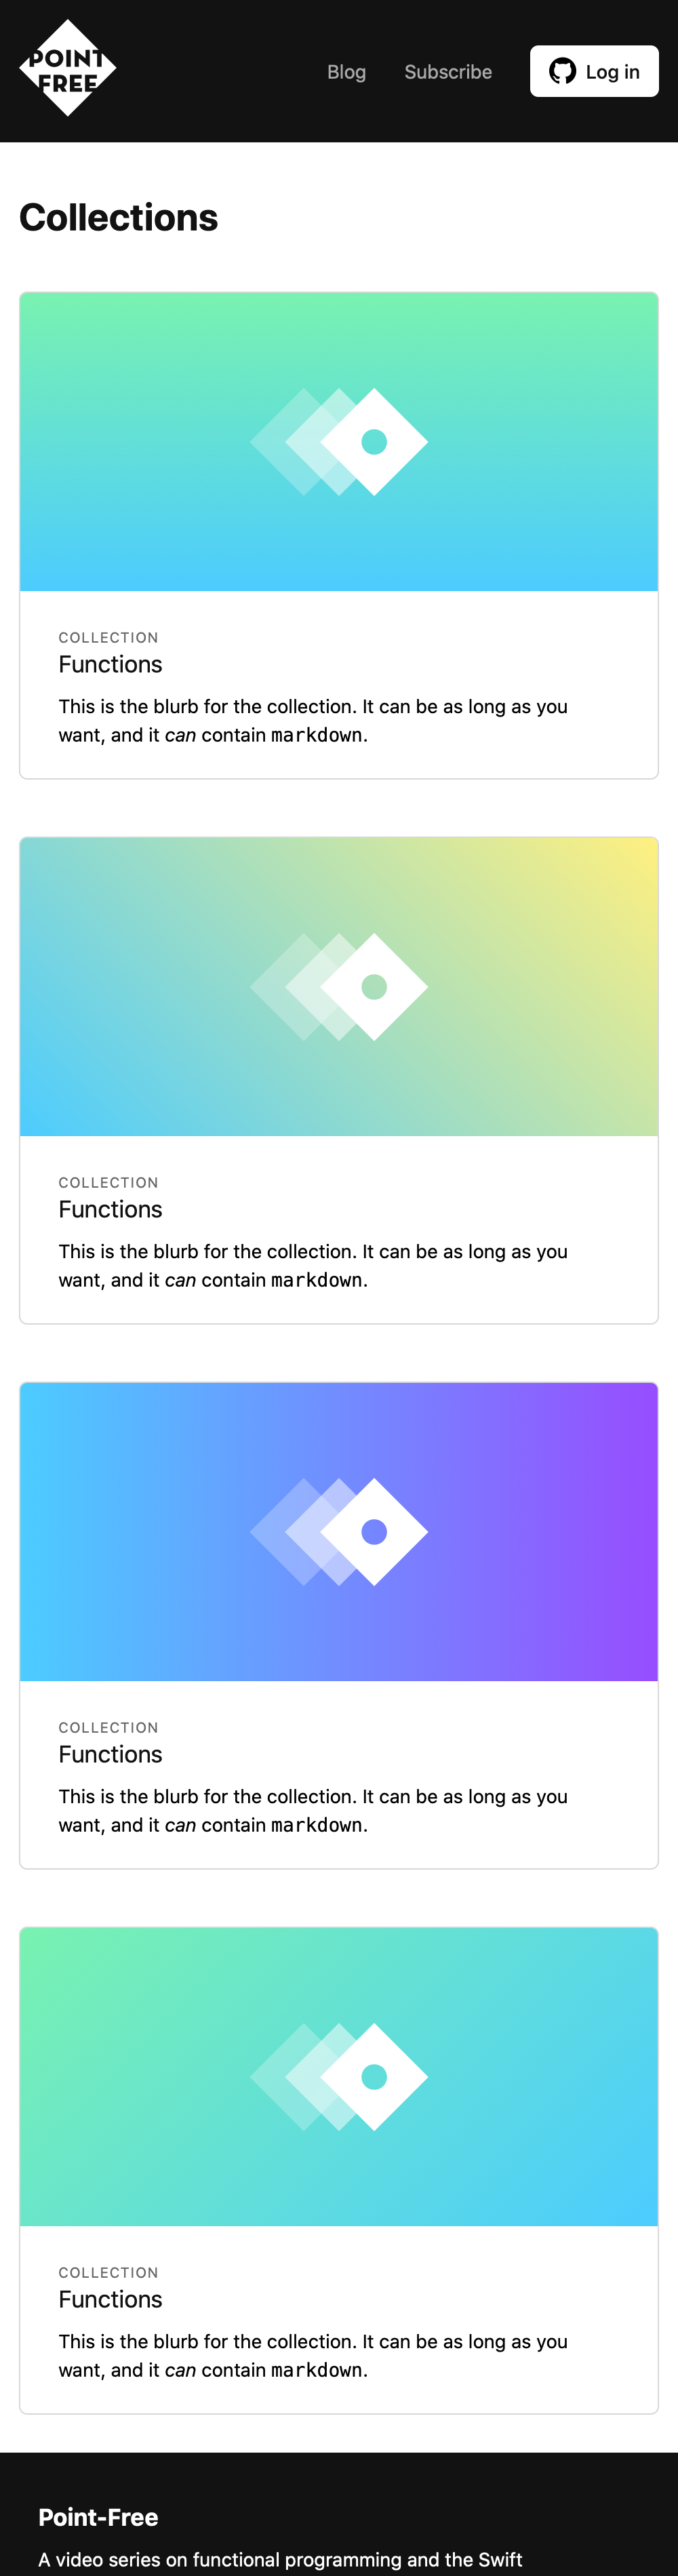 POINT
FREE
Blog
Subscribe
Log in
Collections
COLLECTION
Functions
This is the blurb for the collection. It can be as long as you
want, and it can contain markdown.
COLLECTION
Functions
This is the blurb for the collection. It can be as long as you
want, and it can contain markdown.
COLLECTION
Functions
This is the blurb for the collection. It can be as long as you
want, and it can contain markdown.
COLLECTION
Functions
This is the blurb for the collection. It can be as long as you
want, and it can contain markdown.
Point-Free
A video series on functional programming and the Swift